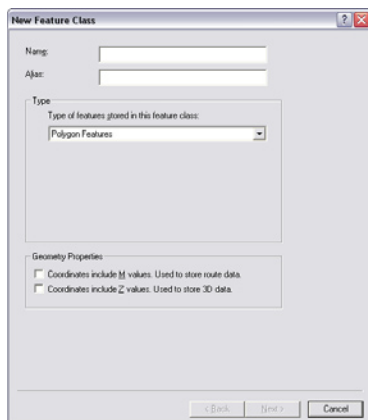 New Feature Class
Name:
Alias:
Type
Type of features stored in this feature class:
Polygon Features
Geometry Properties
Coordinates include M values. Used to store route data.
Coordinates include Z values. Used to store 3D data.
< Back Next > Cancel